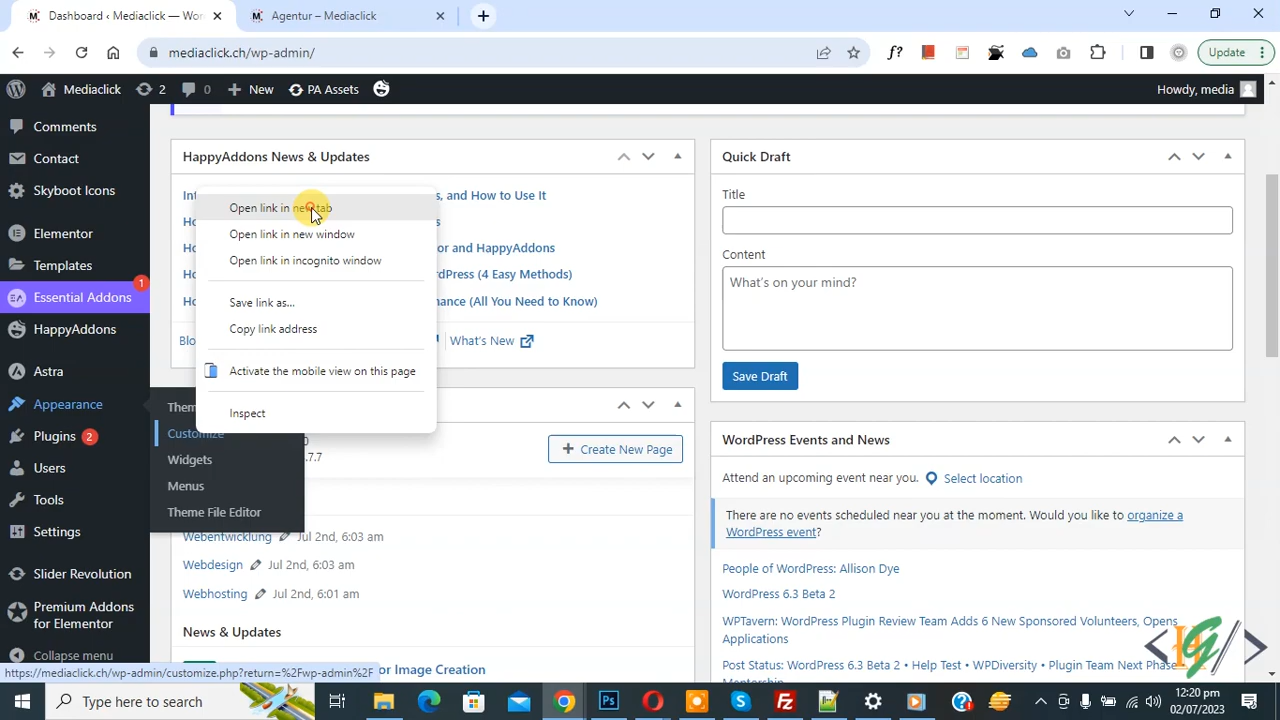 Dashboard ‹ Mediaclick — Wor
Agentur – Mediaclick
mediaclick.ch/wp-admin/
f?
Update
Mediaclick
2
0
New
PA Assets
Howdy, media
Comments
Contact
Skyboot Icons
Elementor
Templates
Essential Addons
1
HappyAddons
Astra
Appearance
Plugins 2
Users
Tools
Settings
Slider Revolution
Premium Addons
for Elementor
Collapse menu
Customize
Widgets
Menus
Theme File Editor
Open link in new tab
Open link in new window
Open link in incognito window
Save link as...
Copy link address
Activate the mobile view on this page
Inspect
HappyAddons News & Updates
s, and How to Use It
or and HappyAddons
rdPress (4 Easy Methods)
nance (All You Need to Know)
What's New
Create New Page
.7.7
Webentwicklung Jul 2nd, 6:03 am
Webdesign Jul 2nd, 6:03 am
Webhosting Jul 2nd, 6:01 am
News & Updates
or Image Creation
Quick Draft
Title
Content
What's on your mind?
Save Draft
WordPress Events and News
Attend an upcoming event near you. Select location
There are no events scheduled near you at the moment. Would you like to organize a
WordPress event?
People of WordPress: Allison Dye
WordPress 6.3 Beta 2
WPTavern: WordPress Plugin Review Team Adds 6 New Sponsored Volunteers, Opens
Applications
Post Status: WordPress 6.3 Beta 2 • Help Test • WPDiversity • Plugin Team Next Phase
https://mediaclick.ch/wp-admin/customize.php?return=%2Fwp-admin%2F
Type here to search
12:20 pm
02/07/2023